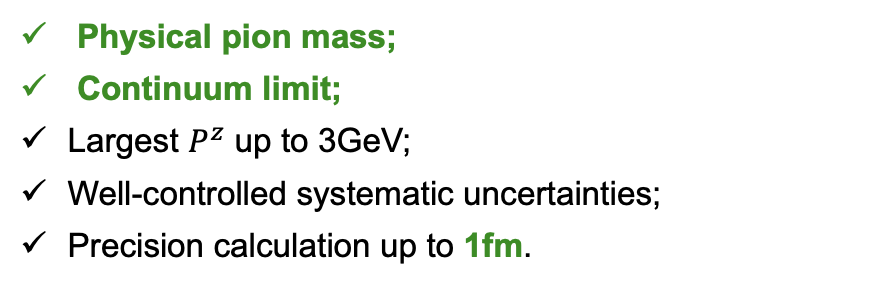 ✓ Physical pion mass;
✓ Continuum limit;
✓ Largest P^z up to 3GeV;
✓ Well-controlled systematic uncertainties;
✓ Precision calculation up to 1fm.